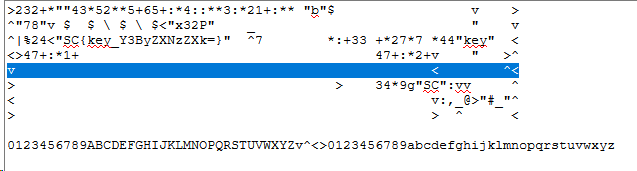 >232+*""43*52**5+65+:*4::**3:*21+:** "b"$                    v     >
^"78"v $  $ \ $ \ $<"x32P"     _                             "   v
^|%24<"SC{key_Y3ByZXNzZXk=}"  ^7          *:+33 +*27*7 *44"key"  <
<>47+:*1+                                        47+:*2+v    "   >^
v                                                       <        ^<
>                                           >    34*9g"SC":vv     ^
<                                                       v:,_@>"#_"^
>                                                       >  ^      <
0123456789ABCDEFGHIJKLMNOPQRSTUVWXYZv^<>0123456789abcdefghijklmnopqrstuvwxyz